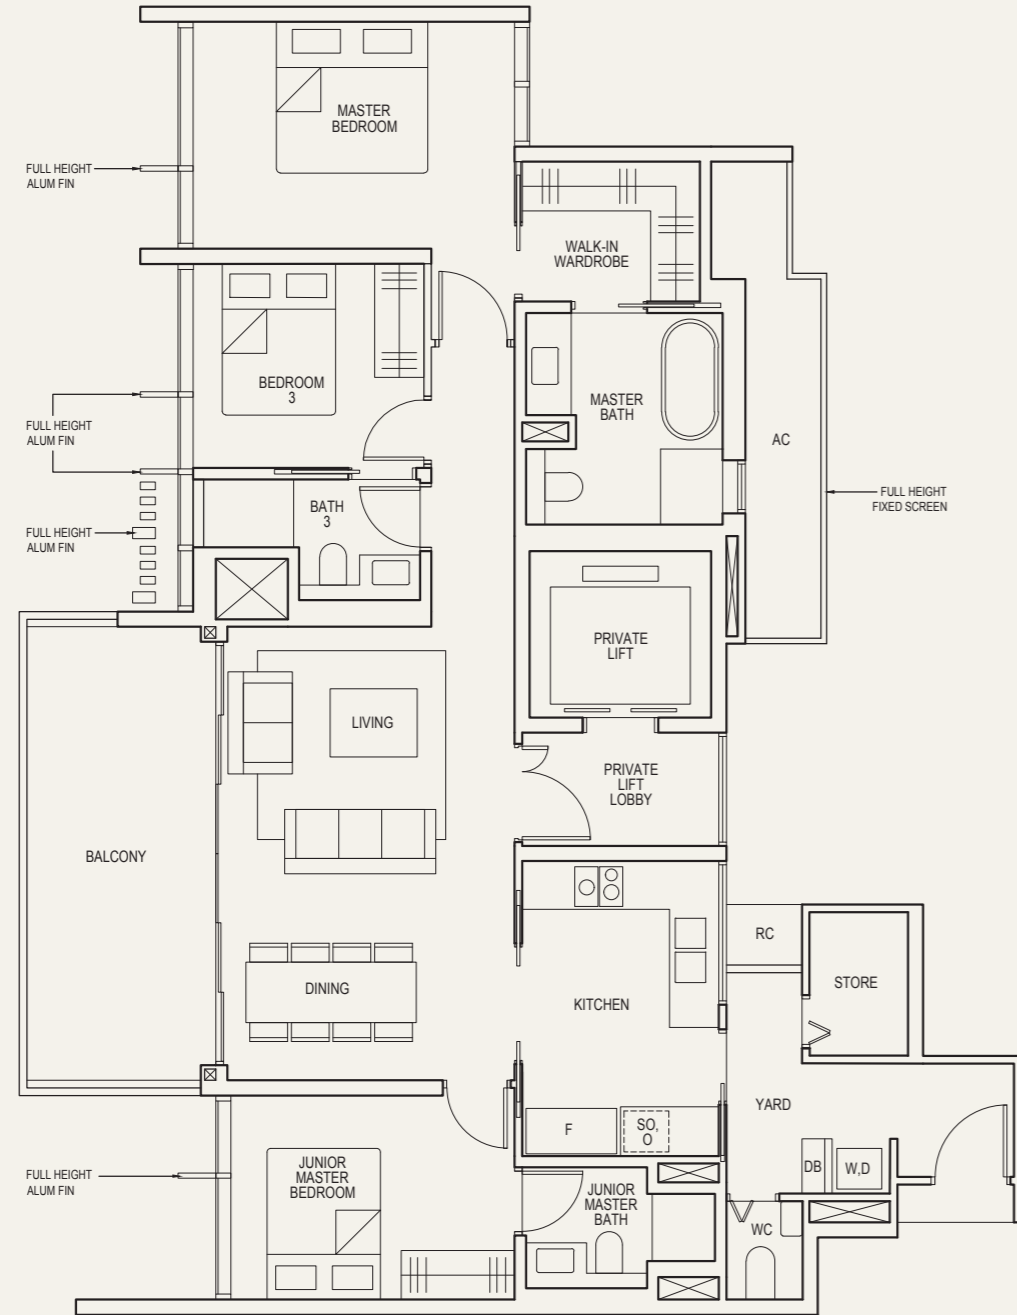 MASTER
BEDROOM
FULL HEIGHT
ALUM FIN
WALK-IN
WARDROBE
BEDROOM
3
MASTER
BATH
FULL HEIGHT
ALUM FIN
AC
FULL HEIGHT
FIXED SCREEN
BATH
3
FULL HEIGHT
ALUM FIN
PRIVATE
LIFT
LIVING
PRIVATE
LIFT
LOBBY
BALCONY
RC
STORE
DINING
KITCHEN
YARD
F
SO,
O
DB
W,D
JUNIOR
MASTER
BEDROOM
FULL HEIGHT
ALUM FIN
JUNIOR
MASTER
BATH
WC